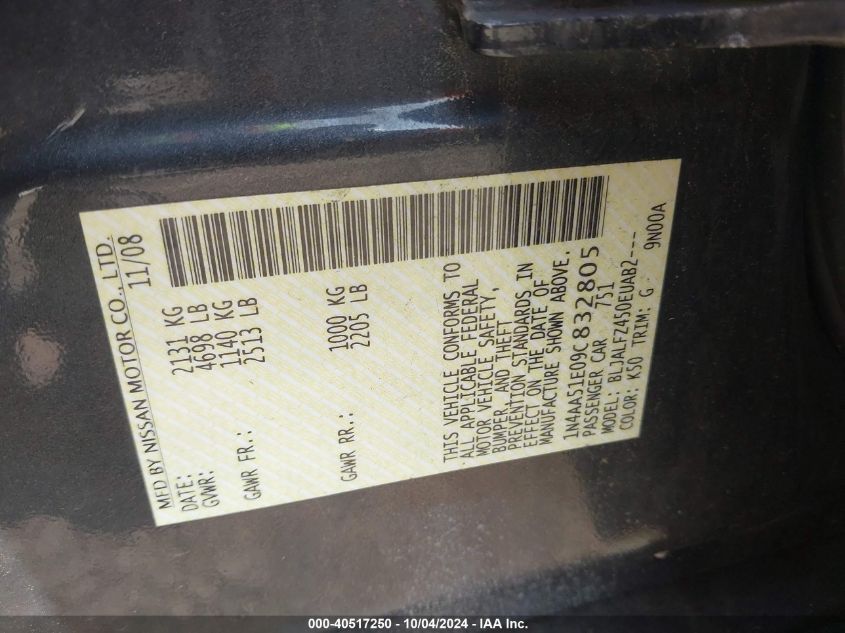 MFD BY NISSAN MOTOR CO., LTD.
DATE: 11/08
GVWR: 2131 KG
4698 LB
GAWR FR.: 1140 KG
2513 LB
GAWR RR.: 1000 KG
2205 LB
THIS VEHICLE CONFORMS TO
ALL APPLICABLE FEDERAL
MOTOR VEHICLE SAFETY,
BUMPER, AND THEFT
PREVENTION STANDARDS IN
EFFECT ON THE DATE OF
MANUFACTURE SHOWN ABOVE.
1N4AA51E09C832805
PASSENGER CAR 751
MODEL: BLJALFZ450EUAB2---
COLOR: K50 TRIM: G 9N00A
000-40517250 - 10/04/2024 - IAA Inc.